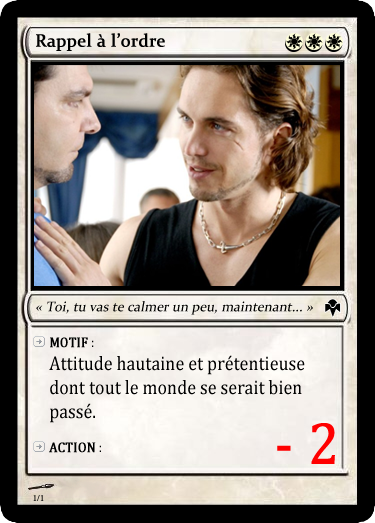 Rappel à l'ordre
« Toi, tu vas te calmer un peu, maintenant... »
MOTIF :
Attitude hautaine et prétentieuse
dont tout le monde se serait bien
passé.
ACTION :
- 2
1/1